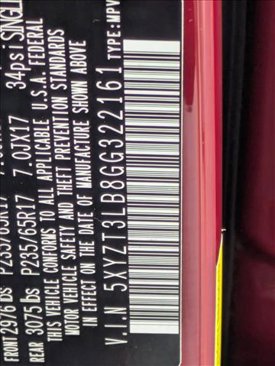 FRONT 2976 lbs P235/65R17 7.0JX17 34psi SINGLE
REAR 3075 lbs P235/65R17 7.0JX17
THIS VEHICLE CONFORMS TO ALL APPLICABLE U.S.A. FEDERAL
MOTOR VEHICLE SAFETY AND THEFT PREVENTION STANDARDS
IN EFFECT ON THE DATE OF MANUFACTURE SHOWN ABOVE
V.I.N 5XYZT3LB8GG322161 TYPE:MPV